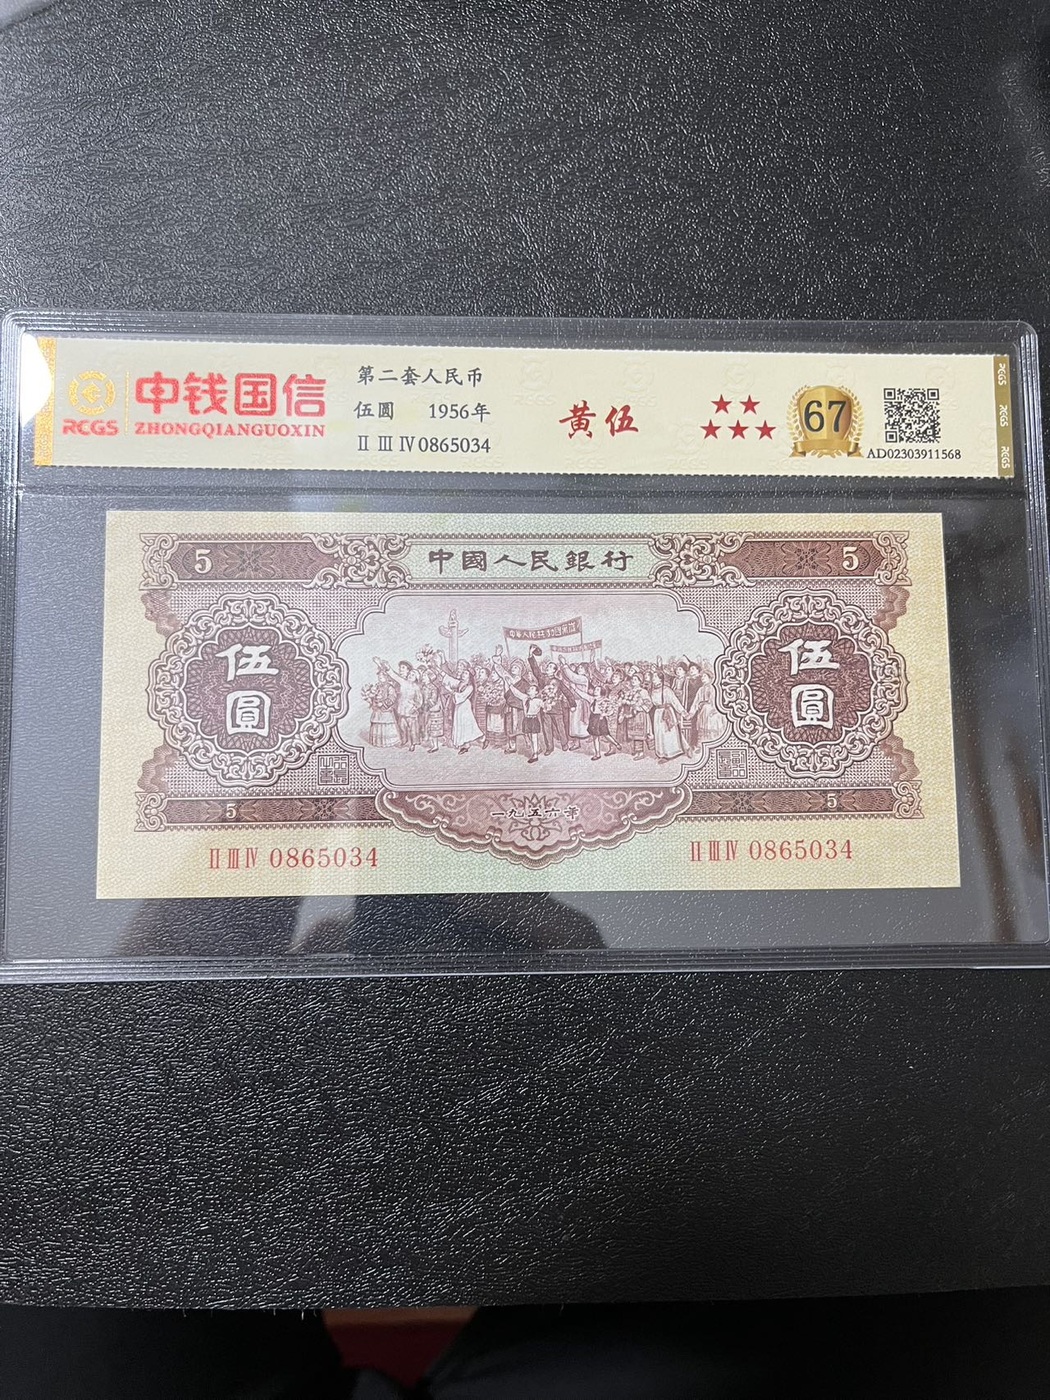 中钱国信
RCGS
ZHONGQIANGUOXIN
第二套人民币
伍圆 1956年
Ⅱ Ⅲ Ⅳ 0865034
黄伍
67
AD02303911568
RCGS
RCGS
RCGS
5 中國人民銀行 5
伍圓
伍圓
5 一九五六年 5
Ⅱ Ⅲ Ⅳ 0865034
Ⅱ Ⅲ Ⅳ 0865034